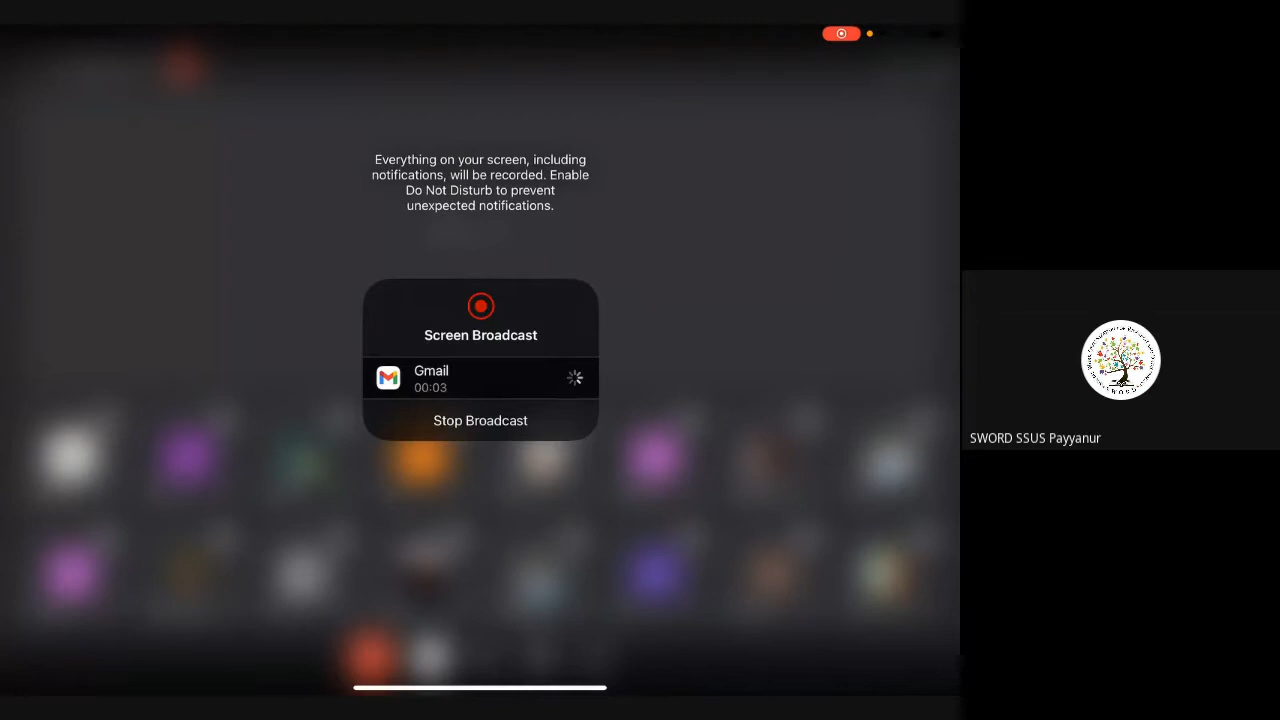 Everything on your screen, including
notifications, will be recorded. Enable
Do Not Disturb to prevent
unexpected notifications.
Screen Broadcast
Gmail
00:03
Stop Broadcast
SWORD SSUS Payyanur